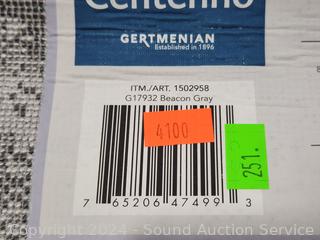 Centenno
GERTMENIAN
Established in 1896
ITM./ART. 1502958
G17932 Beacon Gray
4100
251.
7 65206 47499 3
Copyright 2024 - Sound Auction Service